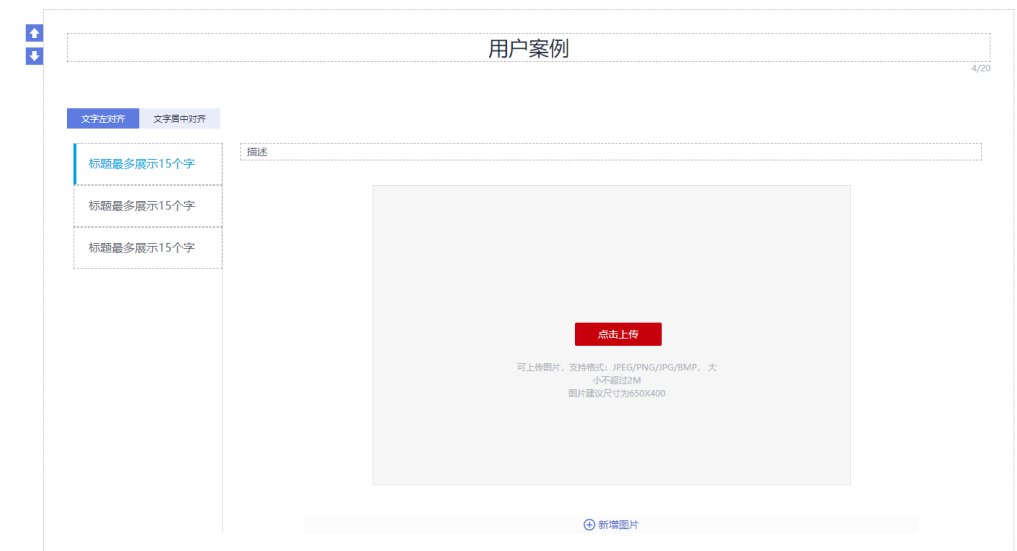 用户案例
4/20
文字左对齐
文字居中对齐
标题最多展示15个字
标题最多展示15个字
标题最多展示15个字
描述
点击上传
可上传图片，支持格式：JPEG/PNG/JPG/BMP， 大
小不超过2M
图片建议尺寸为650X400
新增图片